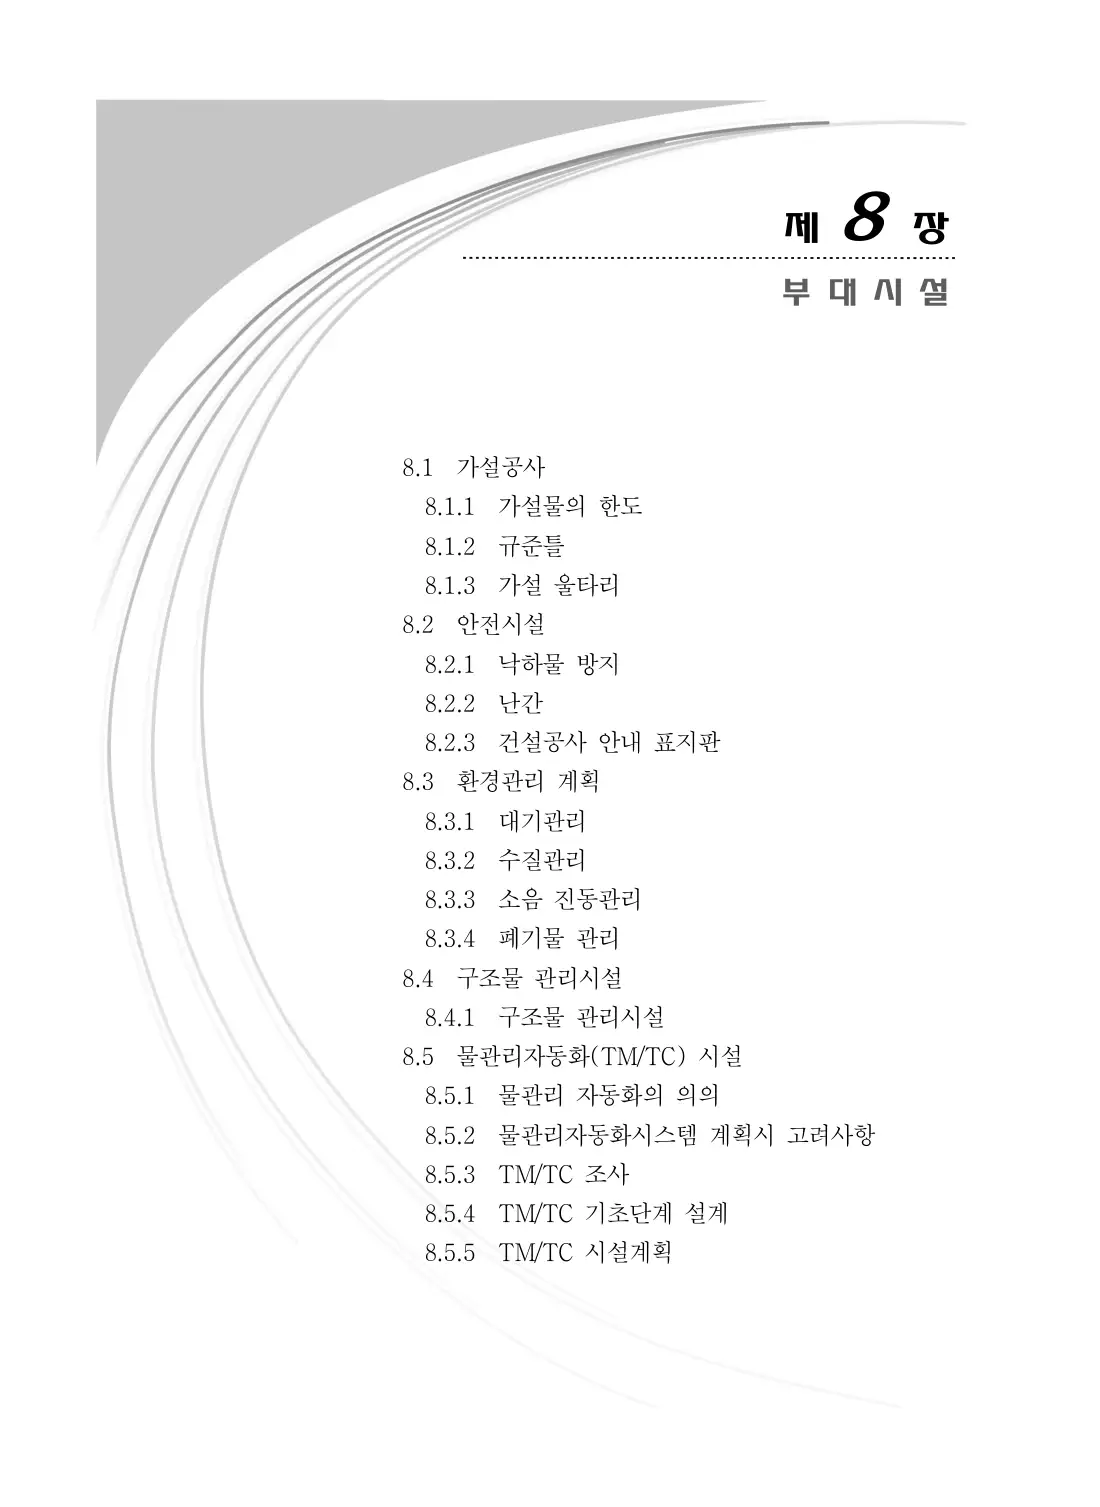 제 8 장
부대시설
8.1 가설공사
8.1.1 가설물의 한도
8.1.2 규준틀
8.1.3 가설 울타리
8.2 안전시설
8.2.1 낙하물 방지
8.2.2 난간
8.2.3 건설공사 안내 표지판
8.3 환경관리 계획
8.3.1 대기관리
8.3.2 수질관리
8.3.3 소음 진동관리
8.3.4 폐기물 관리
8.4 구조물 관리시설
8.4.1 구조물 관리시설
8.5 물관리자동화(TM/TC) 시설
8.5.1 물관리 자동화의 의의
8.5.2 물관리자동화시스템 계획시 고려사항
8.5.3 TM/TC 조사
8.5.4 TM/TC 기초단계 설계
8.5.5 TM/TC 시설계획